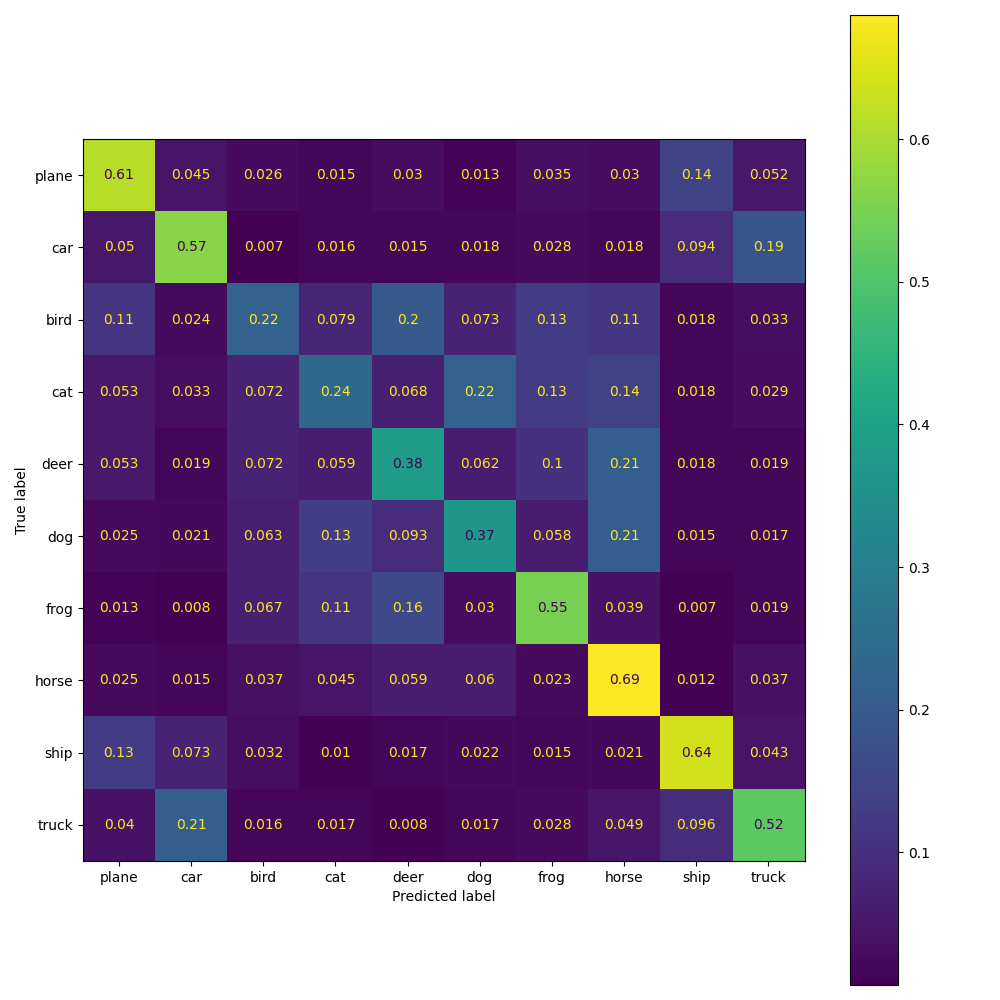 plane 0.61 0.045 0.026 0.015 0.03 0.013 0.035 0.03 0.14 0.052
car 0.05 0.57 0.007 0.016 0.015 0.018 0.028 0.018 0.094 0.19
bird 0.11 0.024 0.22 0.079 0.2 0.073 0.13 0.11 0.018 0.033
cat 0.053 0.033 0.072 0.24 0.068 0.22 0.13 0.14 0.018 0.029
deer 0.053 0.019 0.072 0.059 0.38 0.062 0.1 0.21 0.018 0.019
dog 0.025 0.021 0.063 0.13 0.093 0.37 0.058 0.21 0.015 0.017
frog 0.013 0.008 0.067 0.11 0.16 0.03 0.55 0.039 0.007 0.019
horse 0.025 0.015 0.037 0.045 0.059 0.06 0.023 0.69 0.012 0.037
ship 0.13 0.073 0.032 0.01 0.017 0.022 0.015 0.021 0.64 0.043
truck 0.04 0.21 0.016 0.017 0.008 0.017 0.028 0.049 0.096 0.52
plane car bird cat deer dog frog horse ship truck
Predicted label
True label
0.6
0.5
0.4
0.3
0.2
0.1